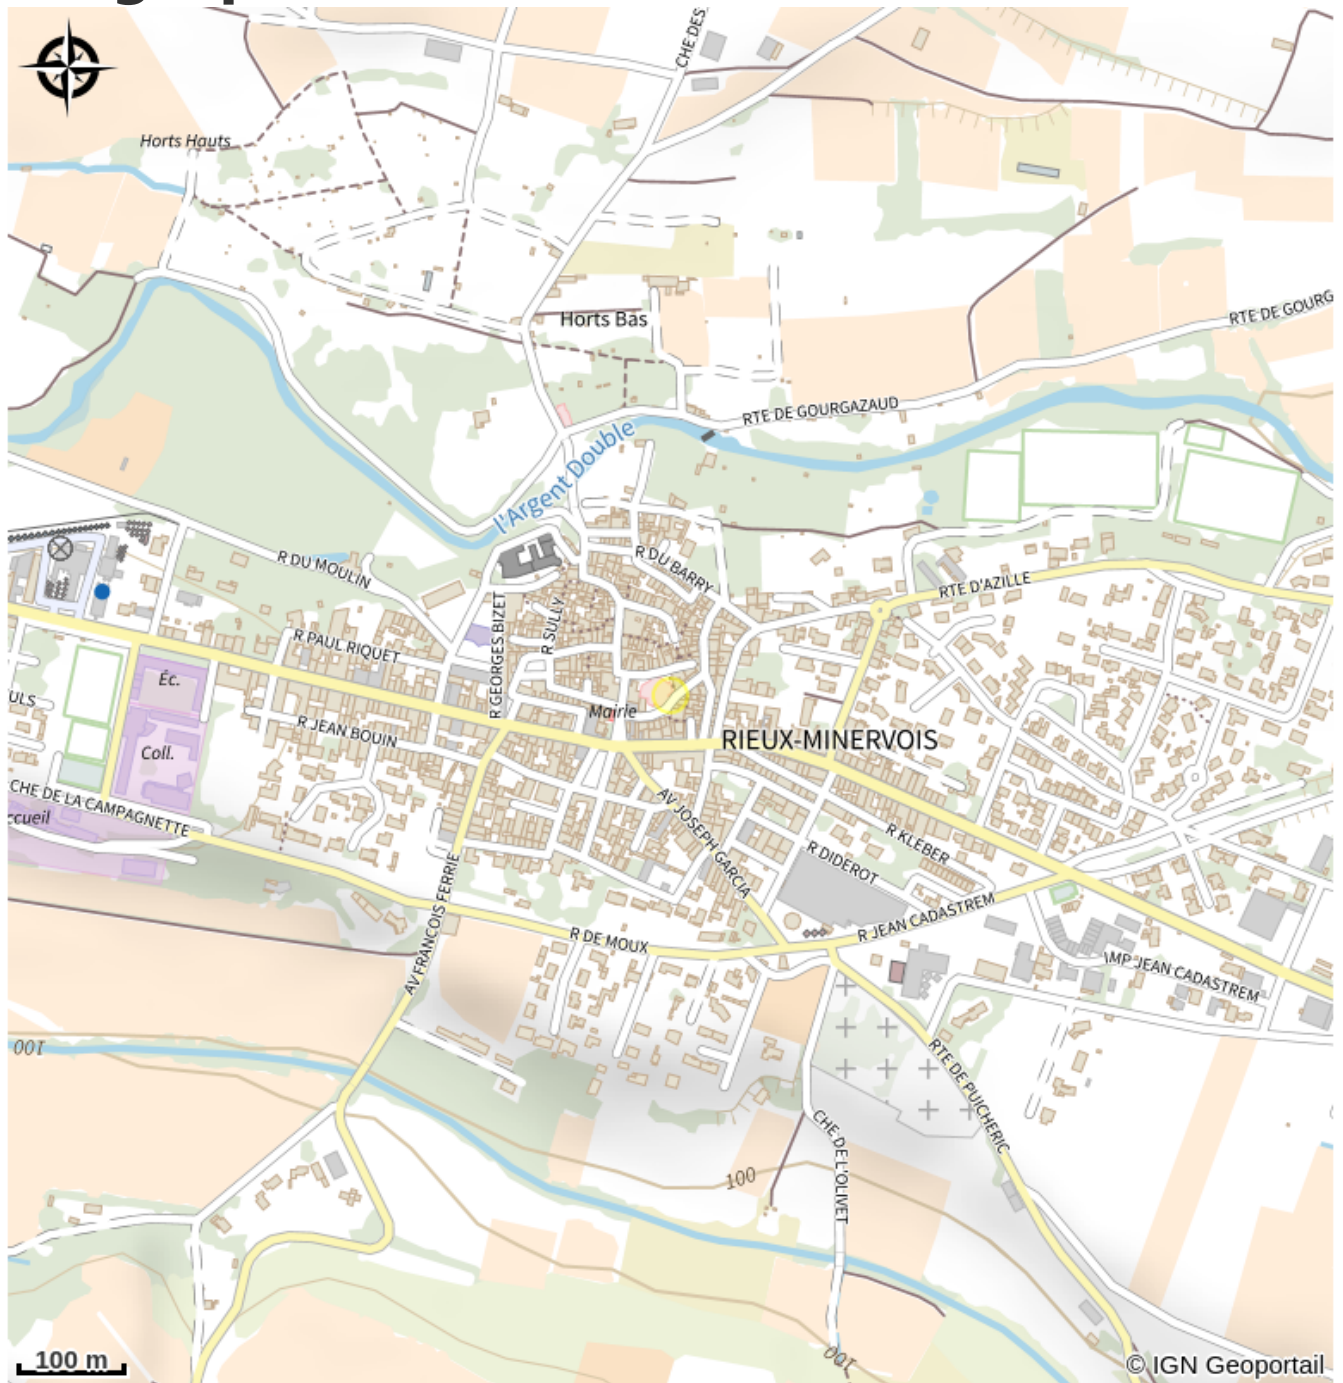 CHE DES
Horts Hauts
RTE DE GOURG
Horts Bas
RTE DE GOURGAZAUD
l'Argent Double
R DU MOULIN
R DU BARRY
RTE D'AZILLE
R GEORGES BIZET
R SULLY
R PAUL RIQUET
Éc.
ULS
Mairie
R JEAN BOUIN
RIEUX-MINERVOIS
Coll.
CHE DE LA CAMPAGNETTE
ccueil
AV JOSEPH GARCIA
R KLEBER
R DIDEROT
AV FRANCOIS FERRIE
R JEAN CADASTREM
R DE MOUX
IMP JEAN CADASTREM
100
RTE DE PUICHERIC
CHE DE L'OLIVET
100
100
100 m
© IGN Geoportail